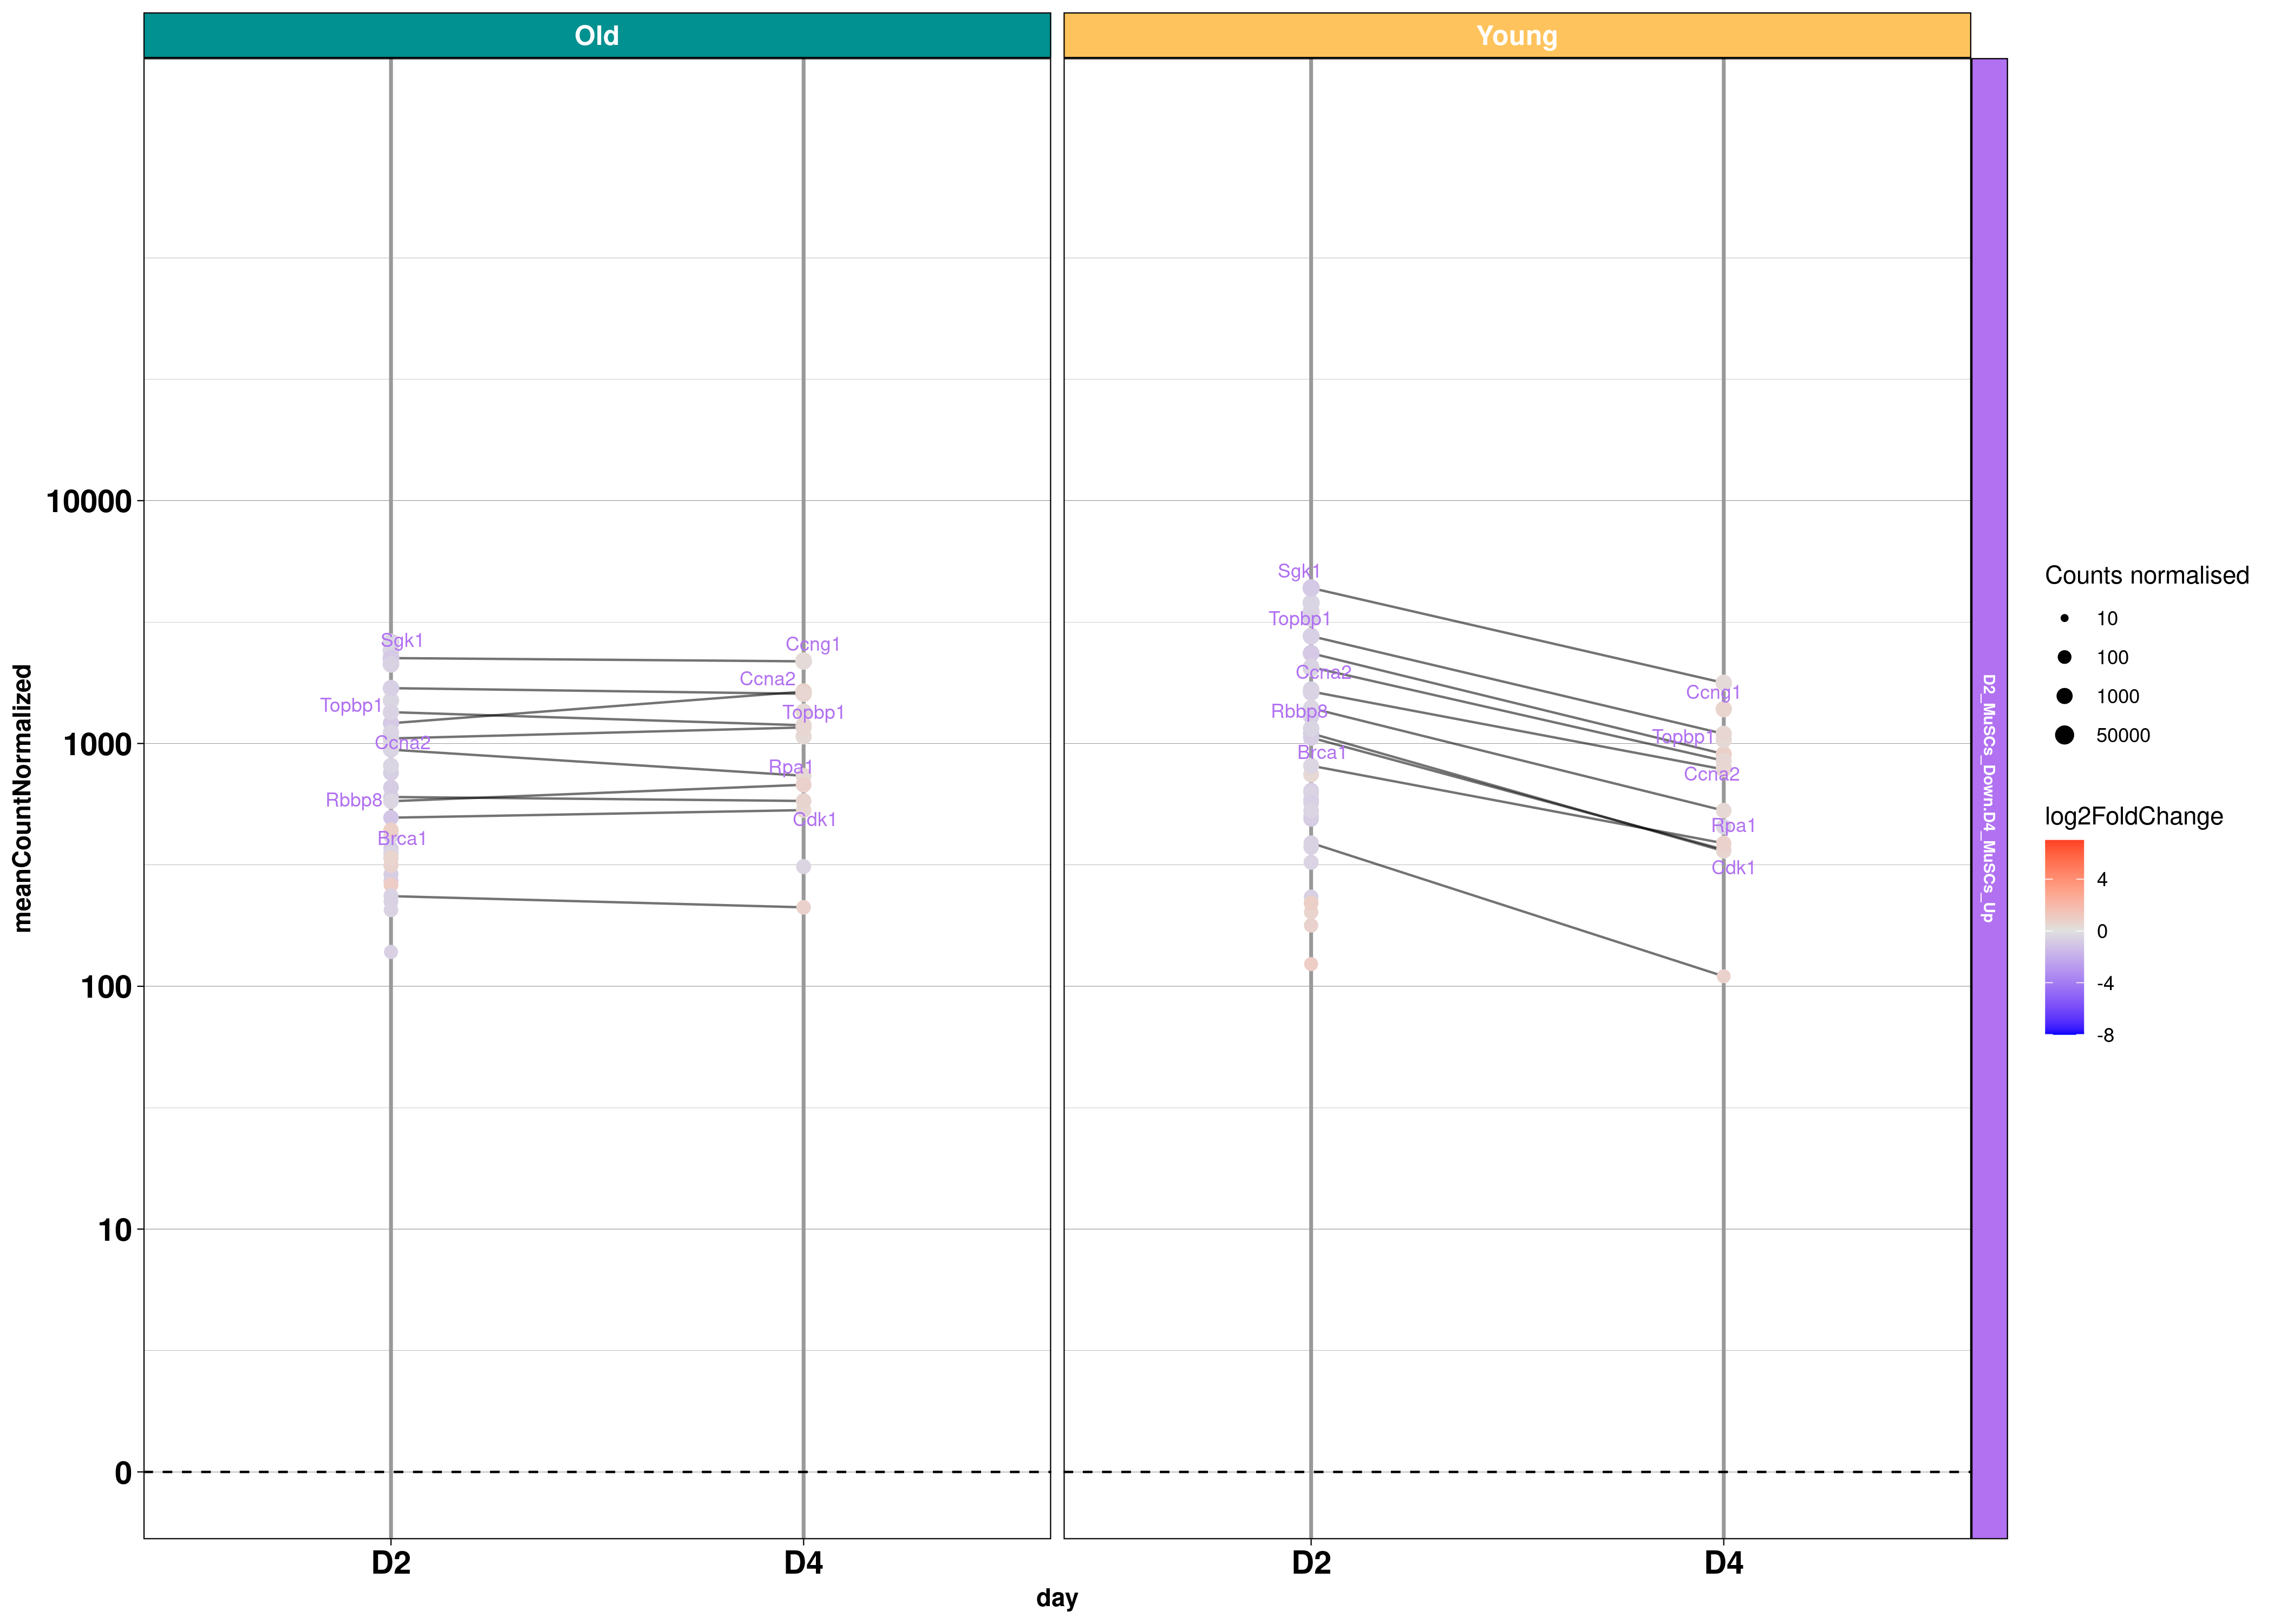 Old
Young
meanCountNormalized
10000
1000
100
10
0
Sgk1
Topbp1
Ccna2
Rbbp8
Brca1
Ccng1
Ccna2
Topbp1
Rpa1
Cdk1
Sgk1
Topbp1
Ccna2
Rbbp8
Brca1
Ccng1
Topbp1
Ccna2
Rpa1
Cdk1
D2
D4
D2
D4
day
D2_MuSCs_Down.D4_MuSCs_Up
Counts normalised
10
100
1000
50000
log2FoldChange
4
0
-4
-8